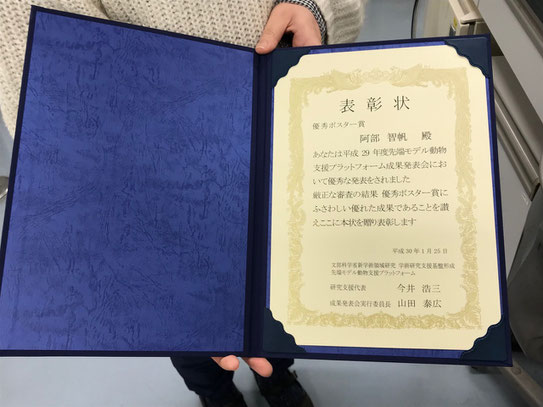 表彰状
優秀ポスター賞
阿部 智帆 殿
あなたは平成 29 年度先端モデル動物
支援プラットフォーム成果発表会にお
いて優秀な発表をされました
厳正な審査の結果 優秀ポスター賞に
ふさわしい優れた成果であることを讃
えここに本状を贈り表彰します
平成 30 年 1 月 25 日
文部科学省新学術領域研究 学術研究支援基盤形成
先端モデル動物支援プラットフォーム
研究支援代表 今井 浩三
成果発表会実行委員長 山田 泰広